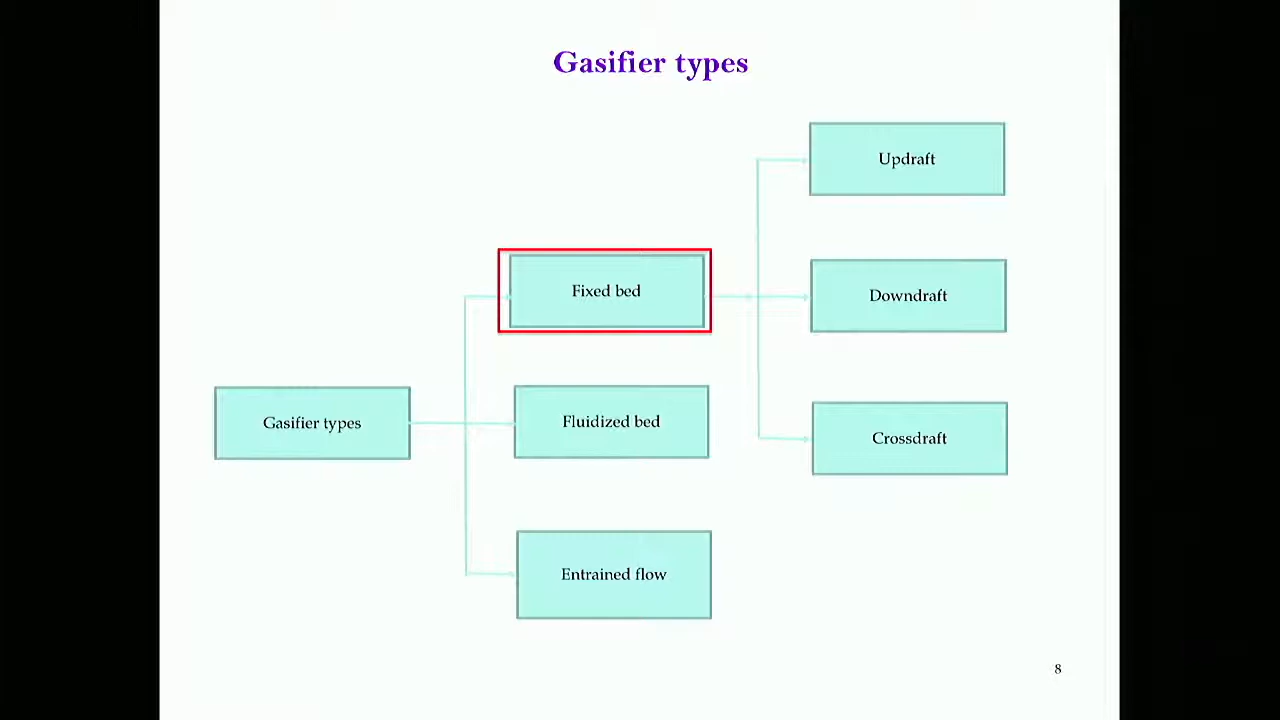 Gasifier types
Updraft
Fixed bed
Downdraft
Gasifier types
Fluidized bed
Crossdraft
Entrained flow
8